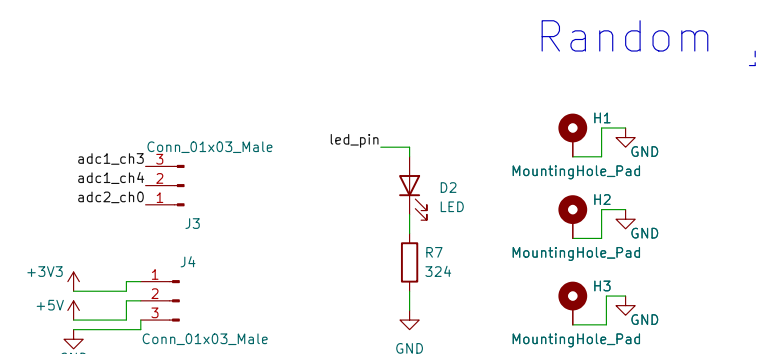 Random
Conn_01x03_Male
adc1_ch3 3
adc1_ch4 2
adc2_ch0 1
J3
led_pin
D2
LED
R7
324
GND
H1
GND
MountingHole_Pad
H2
GND
MountingHole_Pad
H3
GND
MountingHole_Pad
J4
+3V3
1
+5V
2
3
Conn_01x03_Male
GND